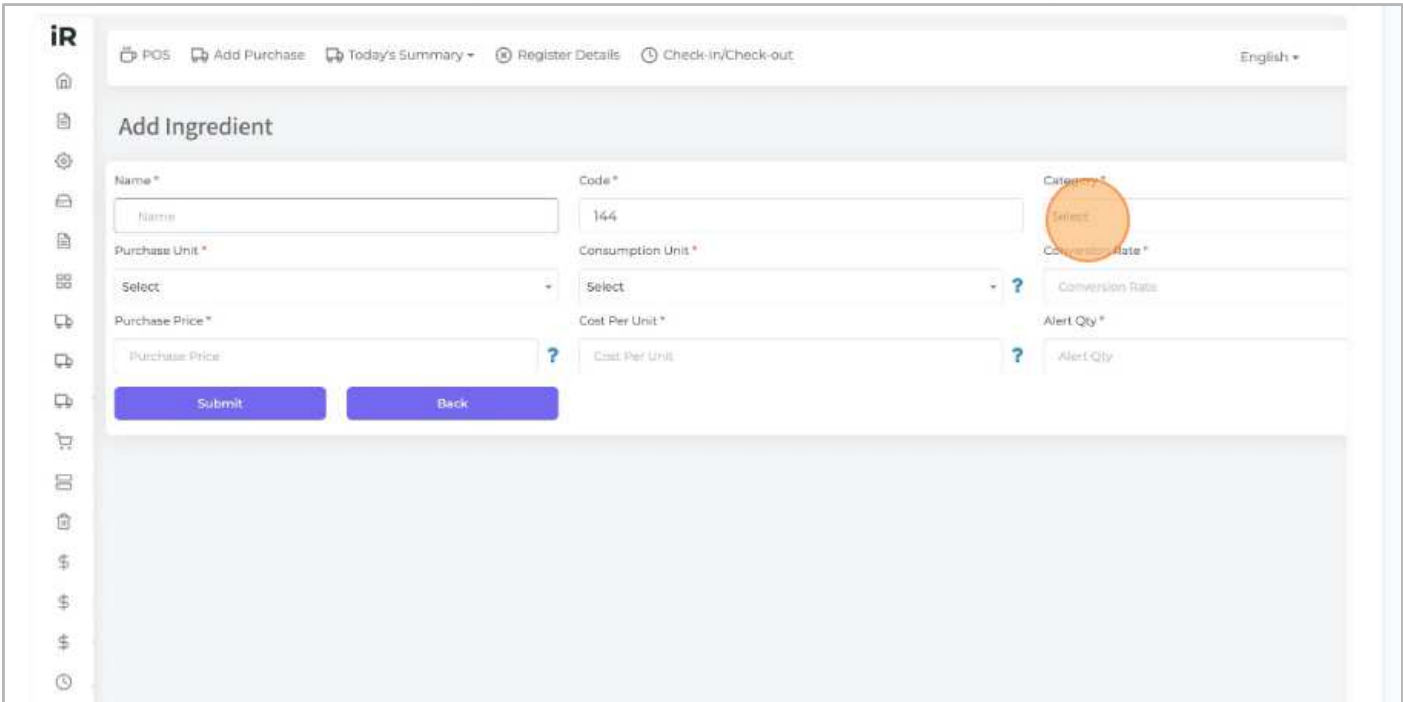 iR
POS Add Purchase Today's Summary Register Details Check-in/Check-out English
Add Ingredient
Name * Code * Category *
Name 144 Select
Purchase Unit * Consumption Unit * Conversion Rate *
Select Select ? Conversion Rate
Purchase Price * Cost Per Unit * Alert Qty *
Purchase Price ? Cost Per Unit ? Alert Qty
Submit Back